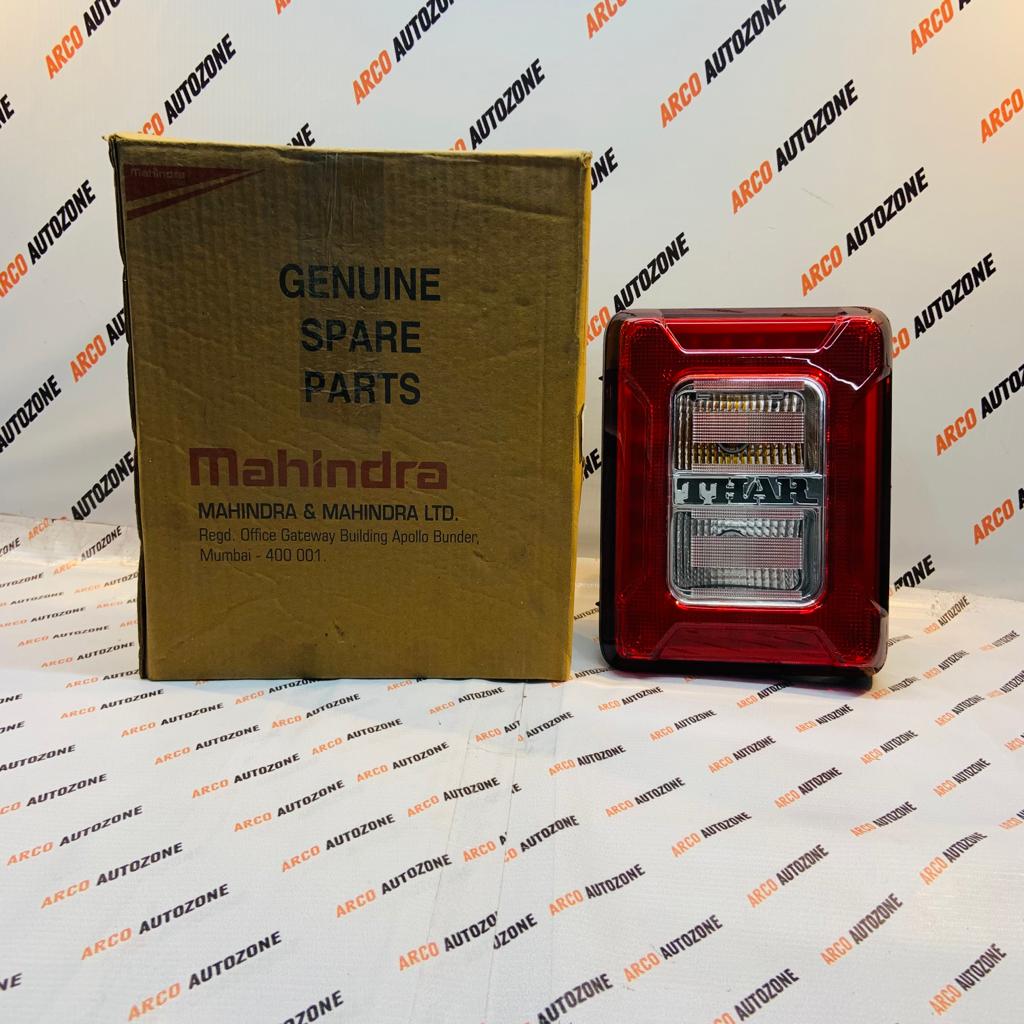 mahindra
GENUINE
SPARE
PARTS
Mahindra
MAHINDRA & MAHINDRA LTD.
Regd. Office Gateway Building Apollo Bunder,
Mumbai - 400 001.
THAR
ARCO AUTOZONE